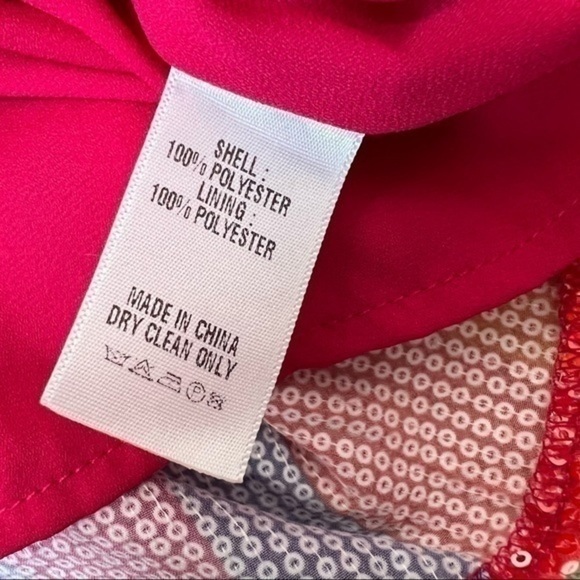 SHELL :
100% POLYESTER
LINING :
100% POLYESTER
MADE IN CHINA
DRY CLEAN ONLY
P